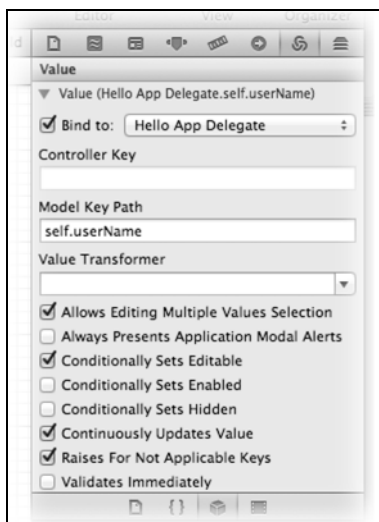 Editor View Organizer
Value
Value (Hello App Delegate.self.userName)
Bind to: Hello App Delegate
Controller Key
Model Key Path
self.userName
Value Transformer
Allows Editing Multiple Values Selection
Always Presents Application Modal Alerts
Conditionally Sets Editable
Conditionally Sets Enabled
Conditionally Sets Hidden
Continuously Updates Value
Raises For Not Applicable Keys
Validates Immediately
{ }